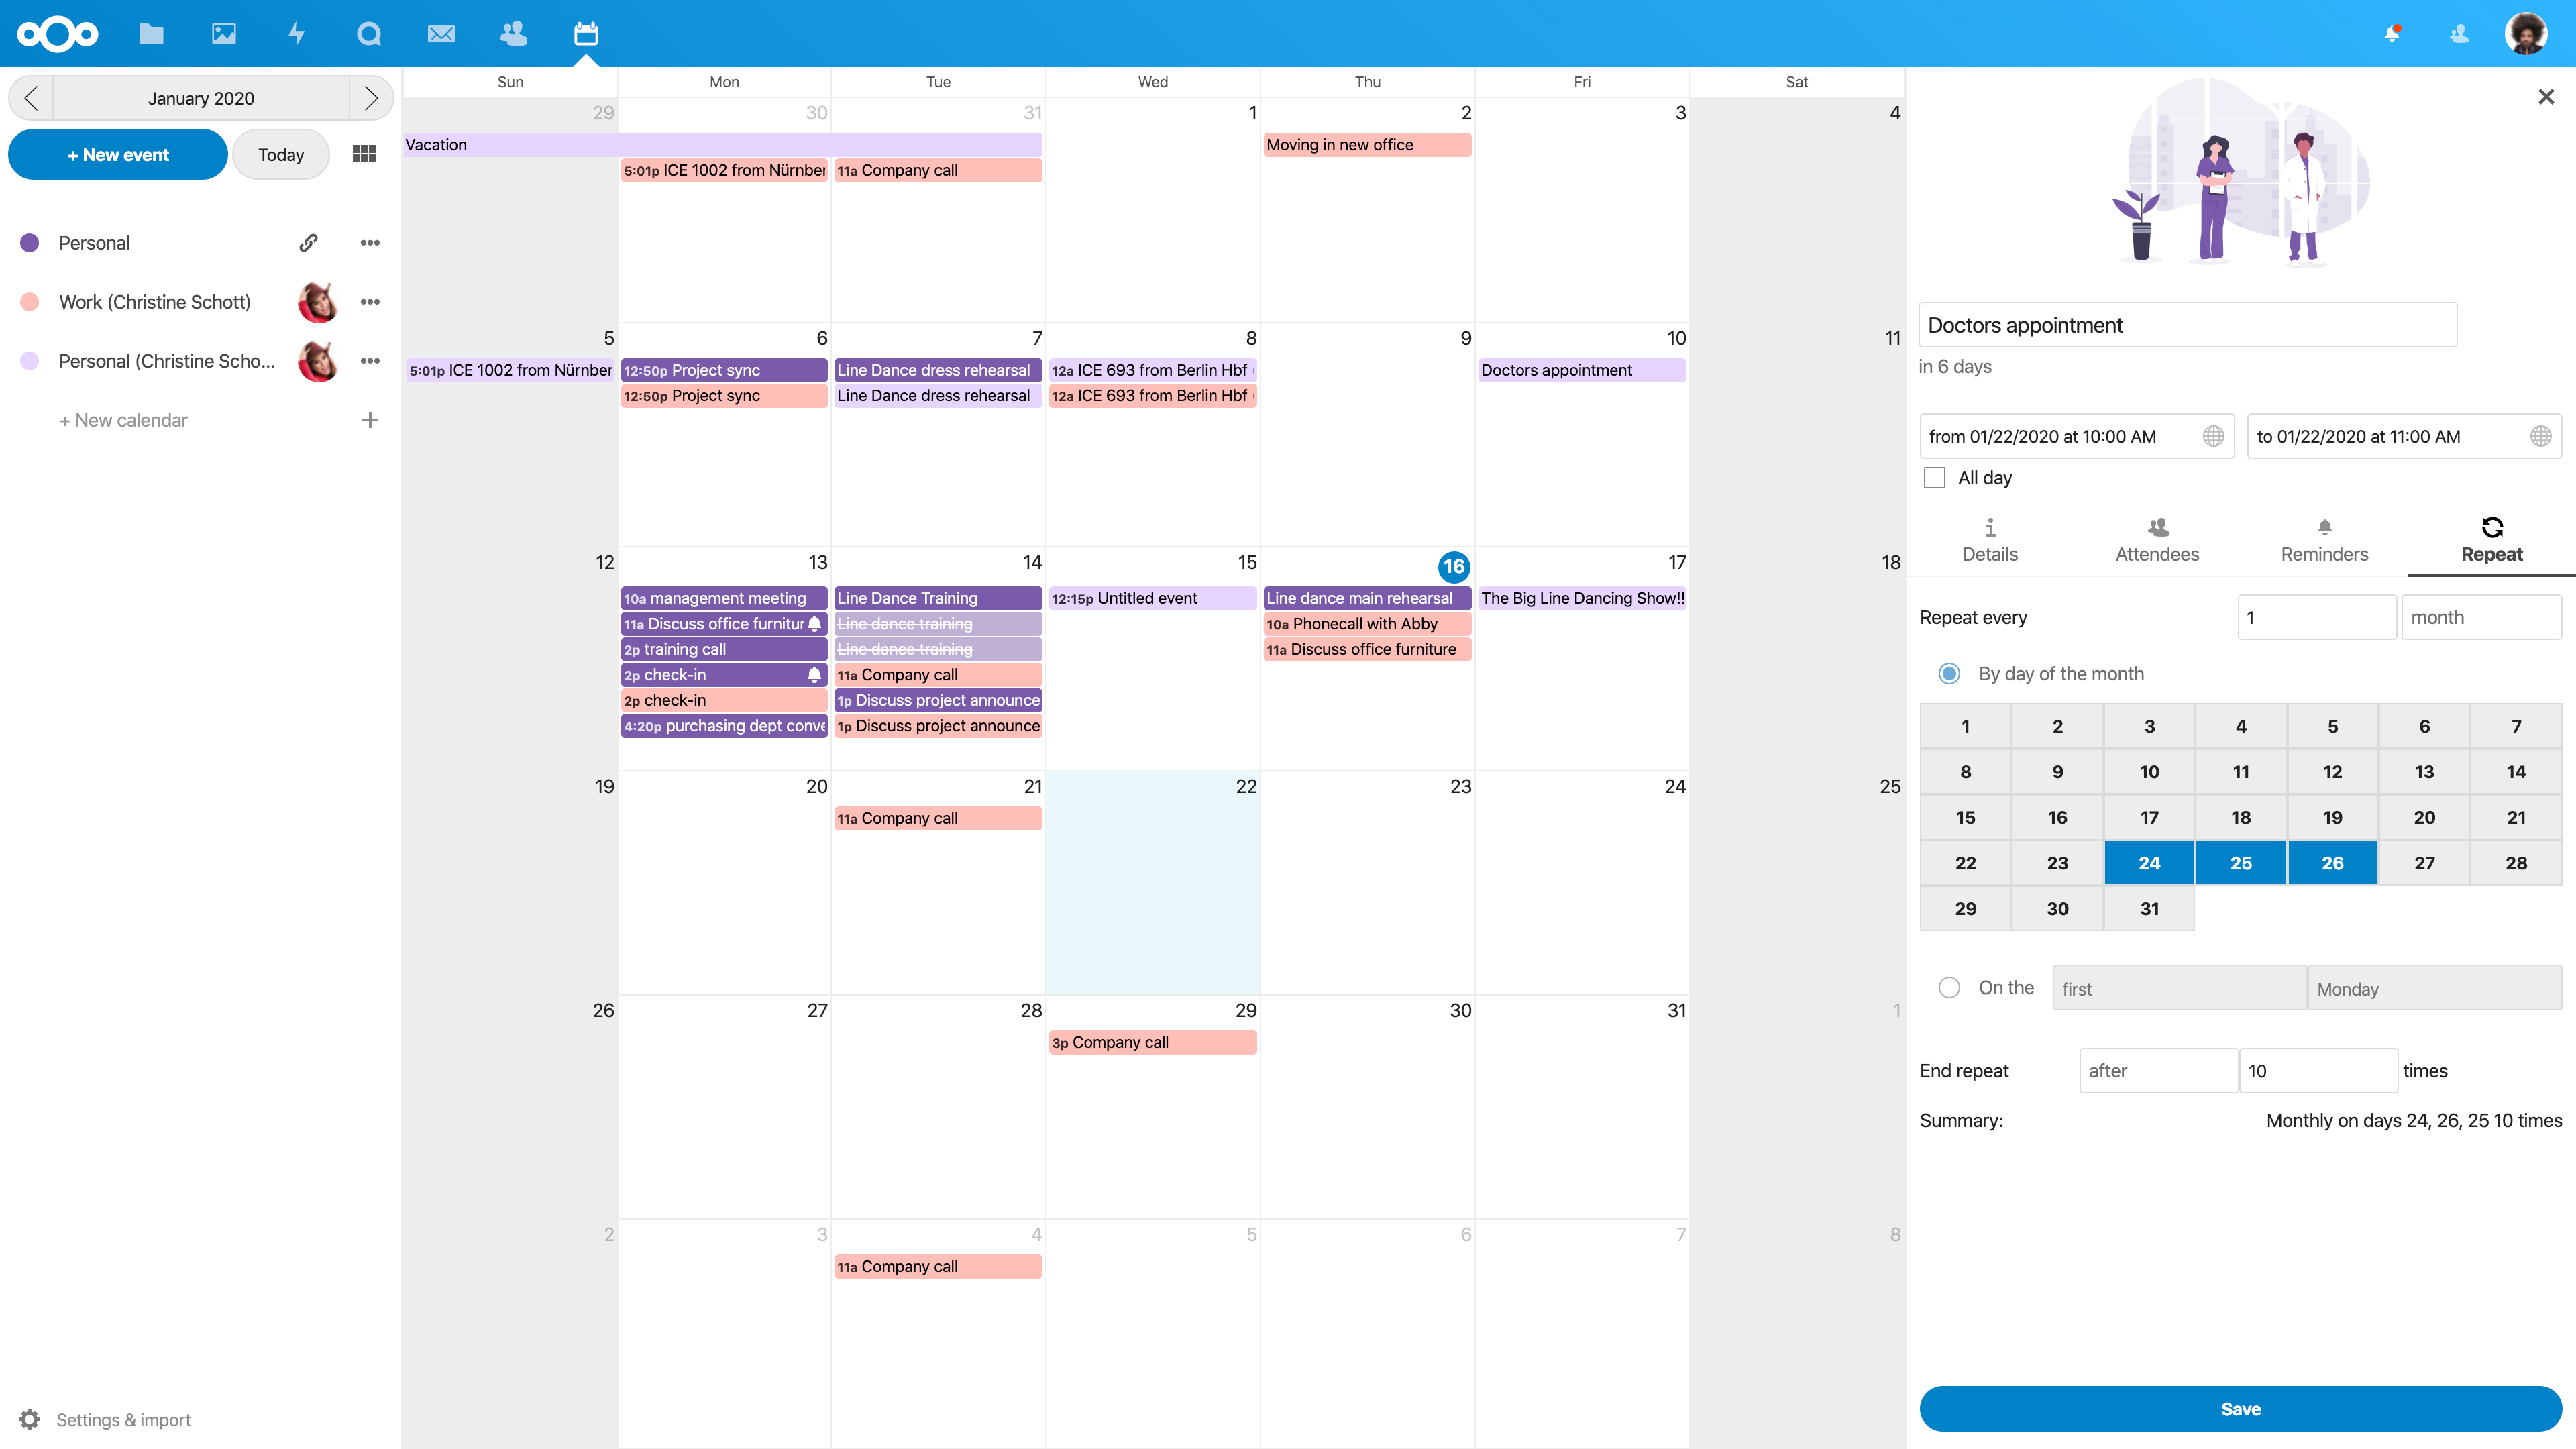 January 2020
+ New event
Today
Personal
Work (Christine Schott)
Personal (Christine Scho...
+ New calendar
Settings & import
Sun Mon Tue Wed Thu Fri Sat
29 30 31 1 2 3 4
Vacation
Moving in new office
5:01p ICE 1002 from Nürnber
11a Company call
5 6 7 8 9 10 11
5:01p ICE 1002 from Nürnber
12:50p Project sync
Line Dance dress rehearsal
12a ICE 693 from Berlin Hbf (
Doctors appointment
12:50p Project sync
Line Dance dress rehearsal
12a ICE 693 from Berlin Hbf (
12 13 14 15 16 17 18
10a management meeting
Line Dance Training
12:15p Untitled event
Line dance main rehearsal
The Big Line Dancing Show!!
11a Discuss office furnitur
Line dance training
10a Phonecall with Abby
2p training call
Line dance training
11a Discuss office furniture
2p check-in
11a Company call
2p check-in
1p Discuss project announce
4:20p purchasing dept conve
1p Discuss project announce
19 20 21 22 23 24 25
11a Company call
26 27 28 29 30 31 1
3p Company call
2 3 4 5 6 7 8
11a Company call
Doctors appointment
in 6 days
from 01/22/2020 at 10:00 AM
to 01/22/2020 at 11:00 AM
All day
Details Attendees Reminders Repeat
Repeat every 1 month
By day of the month
1 2 3 4 5 6 7
8 9 10 11 12 13 14
15 16 17 18 19 20 21
22 23 24 25 26 27 28
29 30 31
On the first Monday
End repeat after 10 times
Summary: Monthly on days 24, 26, 25 10 times
Save